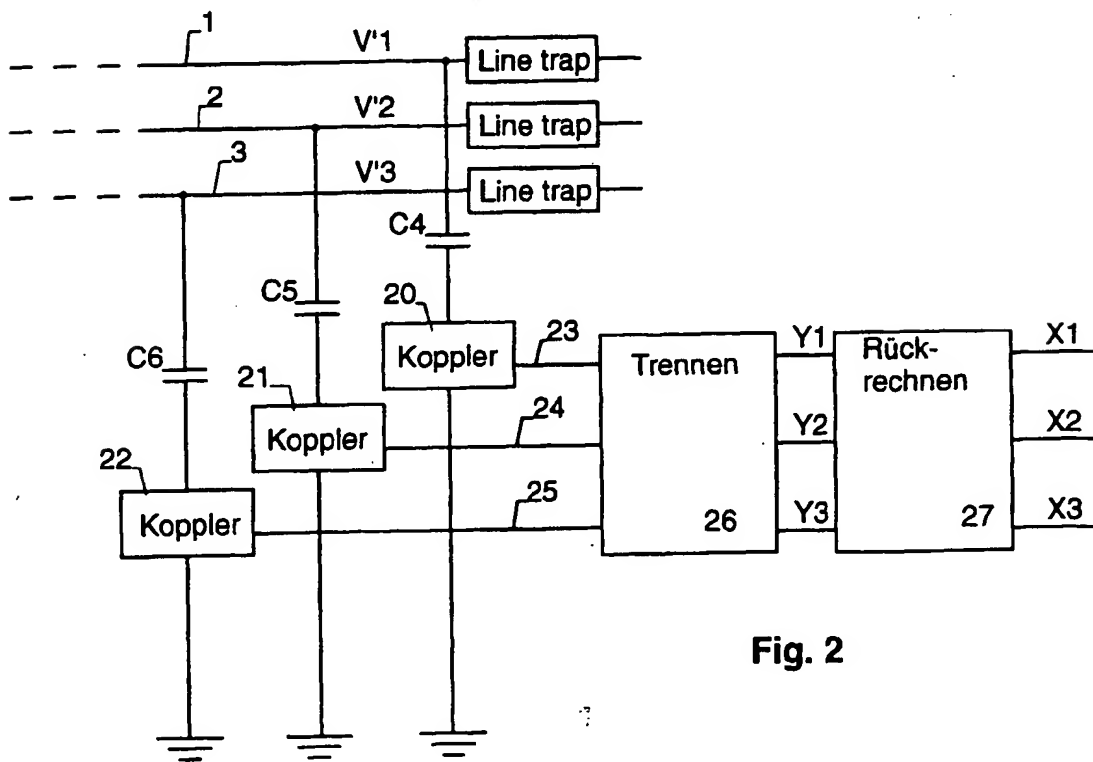 1
V'1
Line trap
2
V'2
Line trap
3
V'3
Line trap
C4
C5
20
C6
Koppler
23
Trennen
Y1
Rück-
rechnen
X1
21
Koppler
24
Y2
X2
22
Koppler
25
26
Y3
27
X3
Fig. 2